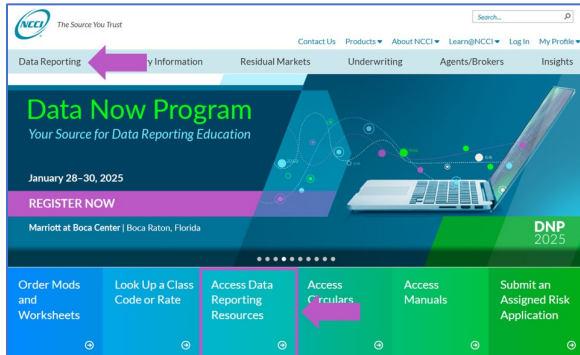 NCCI
The Source You Trust
Search...
Contact Us Products About NCCI Learn@NCCI Log In My Profile
Data Reporting y Information Residual Markets Underwriting Agents/Brokers Insights
Data Now Program
Your Source for Data Reporting Education
January 28–30, 2025
REGISTER NOW
Marriott at Boca Center | Boca Raton, Florida
DNP
2025
Order Mods
and
Worksheets
Look Up a Class
Code or Rate
Access Data
Reporting
Resources
Access
Circulars
Access
Manuals
Submit an
Assigned Risk
Application